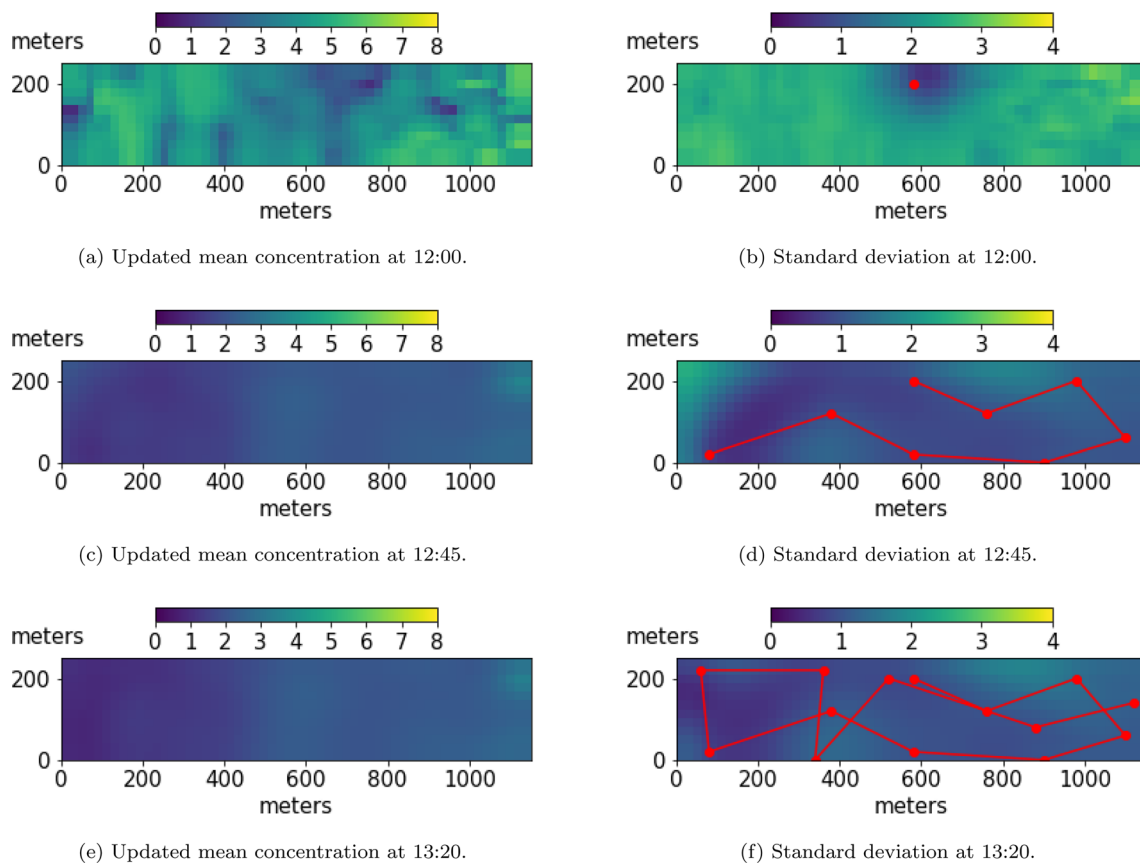 0 1 2 3 4 5 6 7 8
meters
200
0
0 200 400 600 800 1000
meters
(a) Updated mean concentration at 12:00.
0 1 2 3 4
meters
200
0
0 200 400 600 800 1000
meters
(b) Standard deviation at 12:00.
0 1 2 3 4 5 6 7 8
meters
200
0
0 200 400 600 800 1000
meters
(c) Updated mean concentration at 12:45.
0 1 2 3 4
meters
200
0
0 200 400 600 800 1000
meters
(d) Standard deviation at 12:45.
0 1 2 3 4 5 6 7 8
meters
200
0
0 200 400 600 800 1000
meters
(e) Updated mean concentration at 13:20.
0 1 2 3 4
meters
200
0
0 200 400 600 800 1000
meters
(f) Standard deviation at 13:20.